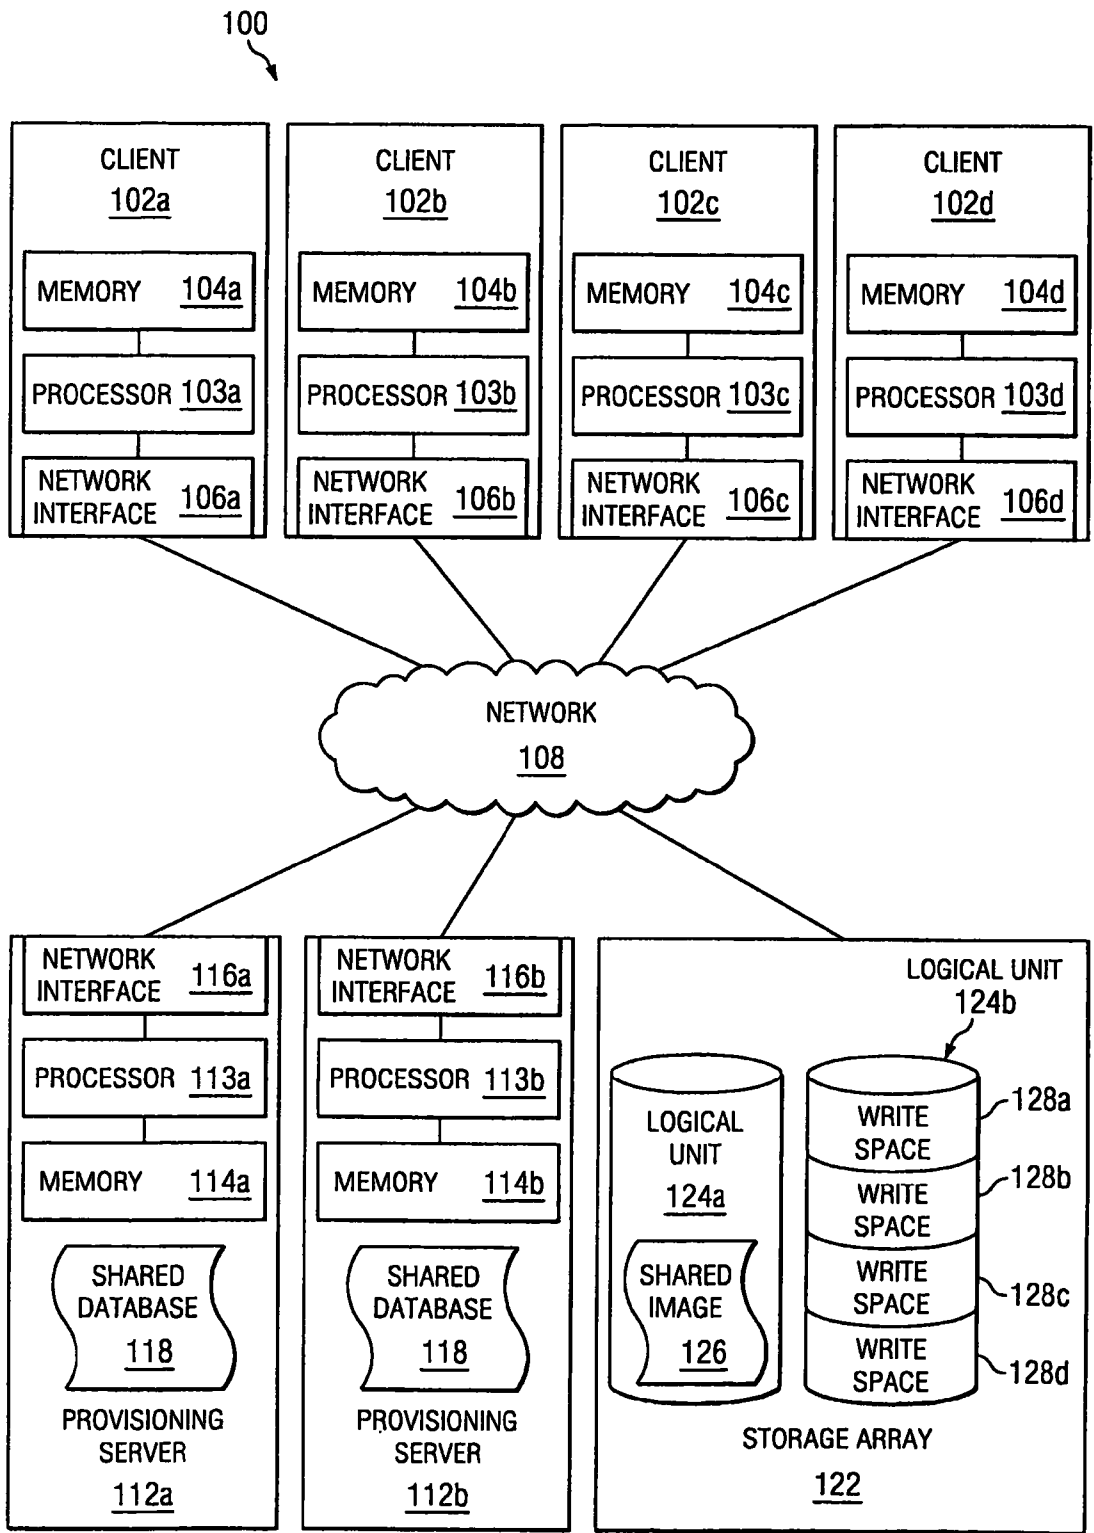 100
CLIENT
102a
MEMORY 104a
PROCESSOR 103a
NETWORK
INTERFACE 106a
CLIENT
102b
MEMORY 104b
PROCESSOR 103b
NETWORK
INTERFACE 106b
CLIENT
102c
MEMORY 104c
PROCESSOR 103c
NETWORK
INTERFACE 106c
CLIENT
102d
MEMORY 104d
PROCESSOR 103d
NETWORK
INTERFACE 106d
NETWORK
108
NETWORK
INTERFACE 116a
PROCESSOR 113a
MEMORY 114a
SHARED
DATABASE
118
PROVISIONING
SERVER
112a
NETWORK
INTERFACE 116b
PROCESSOR 113b
MEMORY 114b
SHARED
DATABASE
118
PROVISIONING
SERVER
112b
LOGICAL UNIT
124b
LOGICAL
UNIT
124a
SHARED
IMAGE
126
WRITE
SPACE
128a
WRITE
SPACE
128b
WRITE
SPACE
128c
WRITE
SPACE
128d
STORAGE ARRAY
122